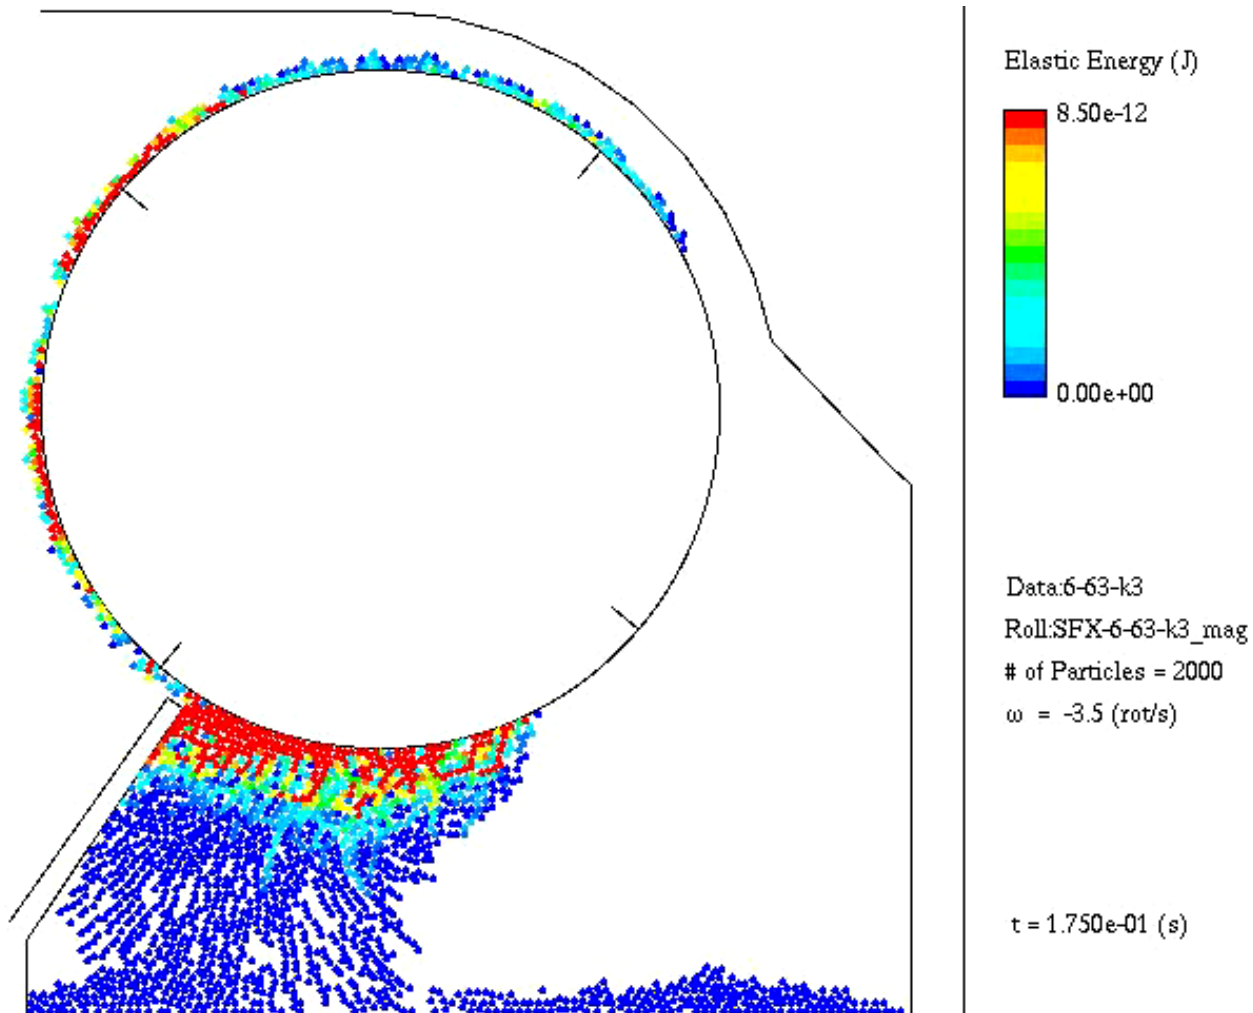 Elastic Energy (J)
8.50e-12
0.00e+00
Data:6-63-k3
Roll:SFX-6-63-k3_mag
# of Particles = 2000
ω = -3.5 (rot/s)
t = 1.750e-01 (s)